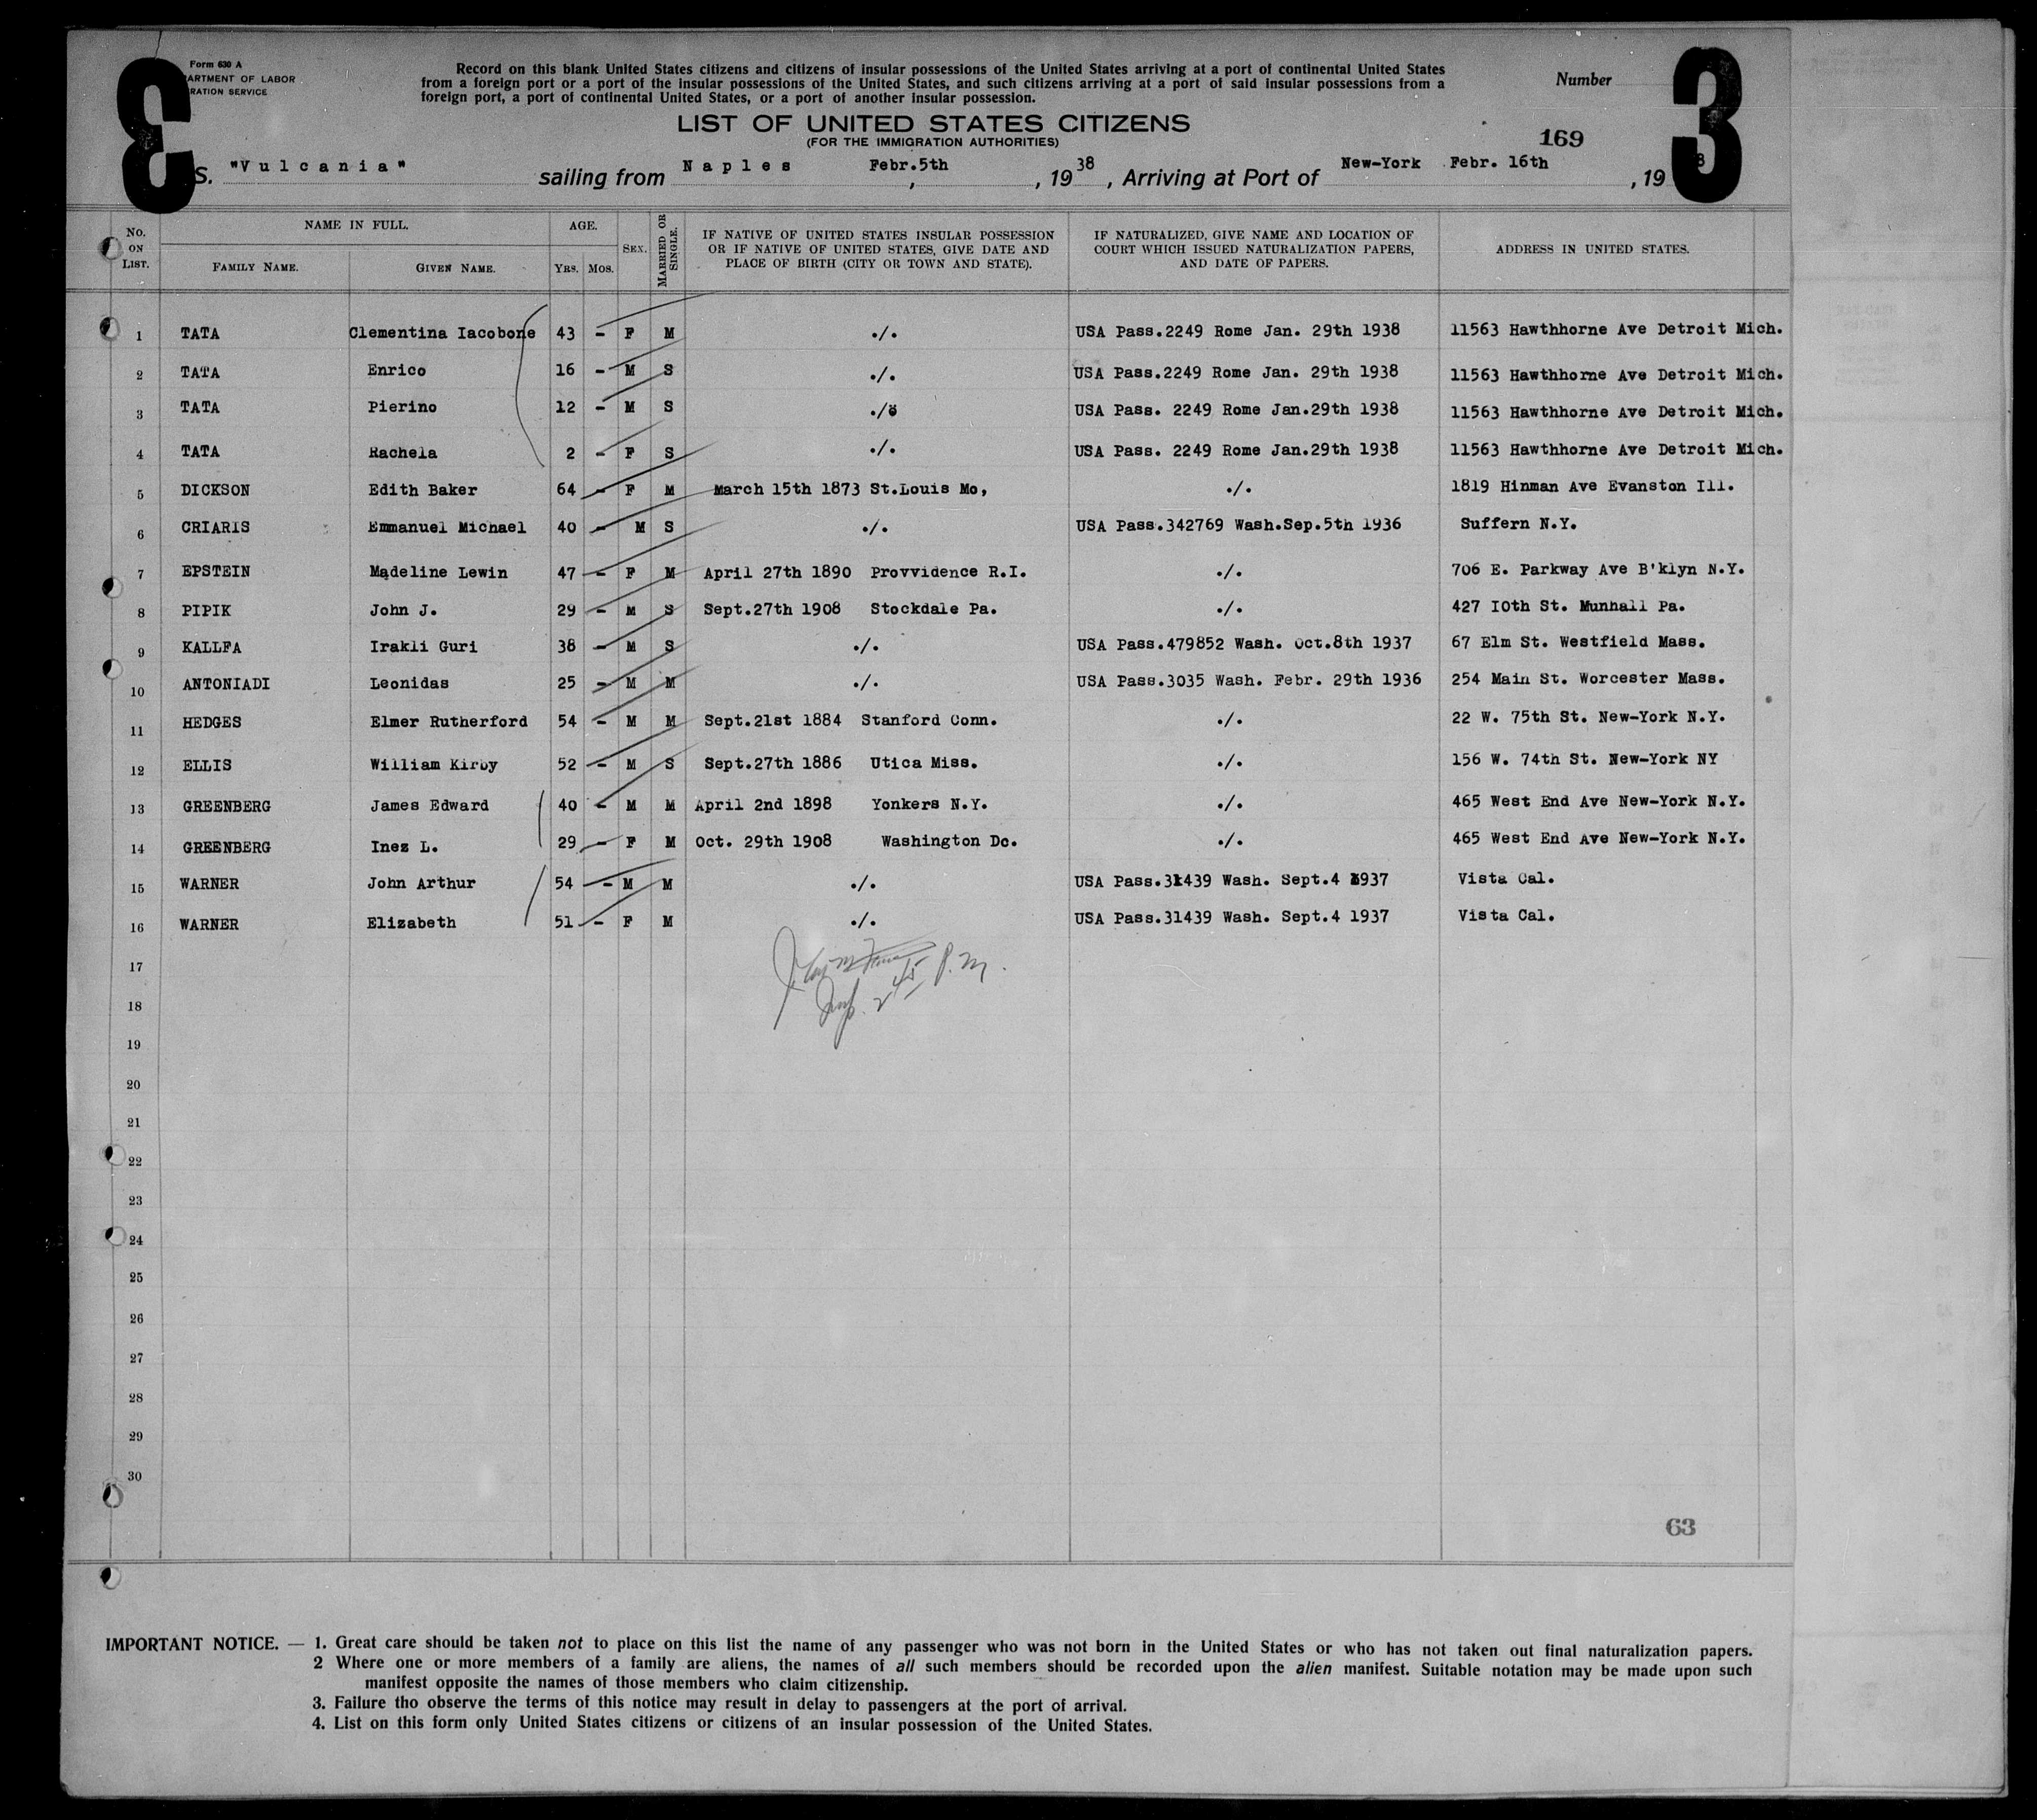 Form 630 A
ARTMENT OF LABOR
RATION SERVICE
Record on this blank United States citizens and citizens of insular possessions of the United States arriving at a port of continental United States
from a foreign port or a port of the insular possessions of the United States, and such citizens arriving at a port of said insular possessions from a
foreign port, a port of continental United States, or a port of another insular possession.
Number
3
3
LIST OF UNITED STATES CITIZENS
(FOR THE IMMIGRATION AUTHORITIES)
169
S. "Vulcania" sailing from Naples Febr.5th, 1938, Arriving at Port of New-York Febr. 16th, 19 8
No. ON LIST. NAME IN FULL. FAMILY NAME. GIVEN NAME. AGE. YRS. MOS. SEX. MARRIED OR SINGLE. IF NATIVE OF UNITED STATES INSULAR POSSESSION OR IF NATIVE OF UNITED STATES, GIVE DATE AND PLACE OF BIRTH (CITY OR TOWN AND STATE). IF NATURALIZED, GIVE NAME AND LOCATION OF COURT WHICH ISSUED NATURALIZATION PAPERS, AND DATE OF PAPERS. ADDRESS IN UNITED STATES.
1 TATA Clementina Iacobone 43 - F M ./. USA Pass.2249 Rome Jan. 29th 1938 11563 Hawthhorne Ave Detroit Mich.
2 TATA Enrico 16 - M S ./. USA Pass.2249 Rome Jan. 29th 1938 11563 Hawthhorne Ave Detroit Mich.
3 TATA Pierino 12 - M S ./. USA Pass. 2249 Rome Jan.29th 1938 11563 Hawthhorne Ave Detroit Mich.
4 TATA Rachela 2 - F S ./. USA Pass. 2249 Rome Jan.29th 1938 11563 Hawthhorne Ave Detroit Mich.
5 DICKSON Edith Baker 64 - F M March 15th 1873 St.Louis Mo, ./. 1819 Hinman Ave Evanston Ill.
6 CRIARIS Emmanuel Michael 40 - M S ./. USA Pass.342769 Wash.Sep.5th 1936 Suffern N.Y.
7 EPSTEIN Madeline Lewin 47 - F M April 27th 1890 Provvidence R.I. ./. 706 E. Parkway Ave B'klyn N.Y.
8 PIPIK John J. 29 - M S Sept.27th 1908 Stockdale Pa. ./. 427 10th St. Munhall Pa.
9 KALLFA Irakli Guri 38 - M S ./. USA Pass.479852 Wash. Oct.8th 1937 67 Elm St. Westfield Mass.
10 ANTONIADI Leonidas 25 - M M ./. USA Pass.3035 Wash. Febr. 29th 1936 254 Main St. Worcester Mass.
11 HEDGES Elmer Rutherford 54 - M M Sept.21st 1884 Stanford Conn. ./. 22 W. 75th St. New-York N.Y.
12 ELLIS William Kirby 52 - M S Sept.27th 1886 Utica Miss. ./. 156 W. 74th St. New-York NY
13 GREENBERG James Edward 40 - M M April 2nd 1898 Yonkers N.Y. ./. 465 West End Ave New-York N.Y.
14 GREENBERG Inez L. 29 - F M Oct. 29th 1908 Washington Dc. ./. 465 West End Ave New-York N.Y.
15 WARNER John Arthur 54 - M M ./. USA Pass.31439 Wash. Sept.4 1937 Vista Cal.
16 WARNER Elizabeth 51 - F M ./. USA Pass.31439 Wash. Sept.4 1937 Vista Cal.
17
18
19
20
21
22
23
24
25
26
27
28
29
30
63
IMPORTANT NOTICE. — 1. Great care should be taken not to place on this list the name of any passenger who was not born in the United States or who has not taken out final naturalization papers.
2 Where one or more members of a family are aliens, the names of all such members should be recorded upon the alien manifest. Suitable notation may be made upon such
manifest opposite the names of those members who claim citizenship.
3. Failure tho observe the terms of this notice may result in delay to passengers at the port of arrival.
4. List on this form only United States citizens or citizens of an insular possession of the United States.